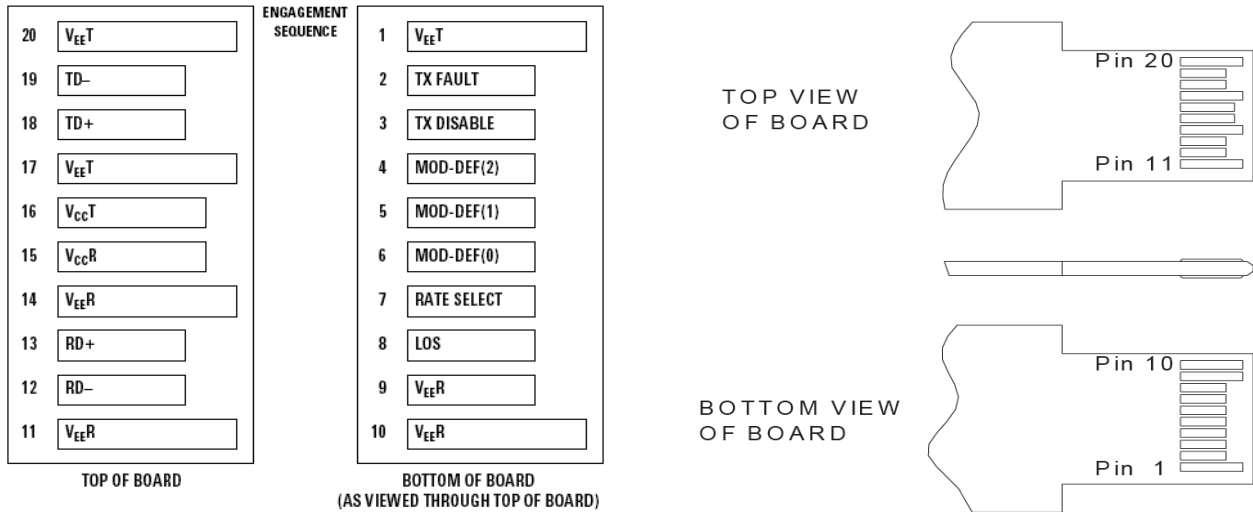 ENGAGEMENT
SEQUENCE
20 VEET
19 TD–
18 TD+
17 VEET
16 VCCT
15 VCCR
14 VEER
13 RD+
12 RD–
11 VEER
TOP OF BOARD
1 VEET
2 TX FAULT
3 TX DISABLE
4 MOD-DEF(2)
5 MOD-DEF(1)
6 MOD-DEF(0)
7 RATE SELECT
8 LOS
9 VEER
10 VEER
BOTTOM OF BOARD
(AS VIEWED THROUGH TOP OF BOARD)
TOP VIEW
OF BOARD
Pin 20
Pin 11
BOTTOM VIEW
OF BOARD
Pin 10
Pin 1